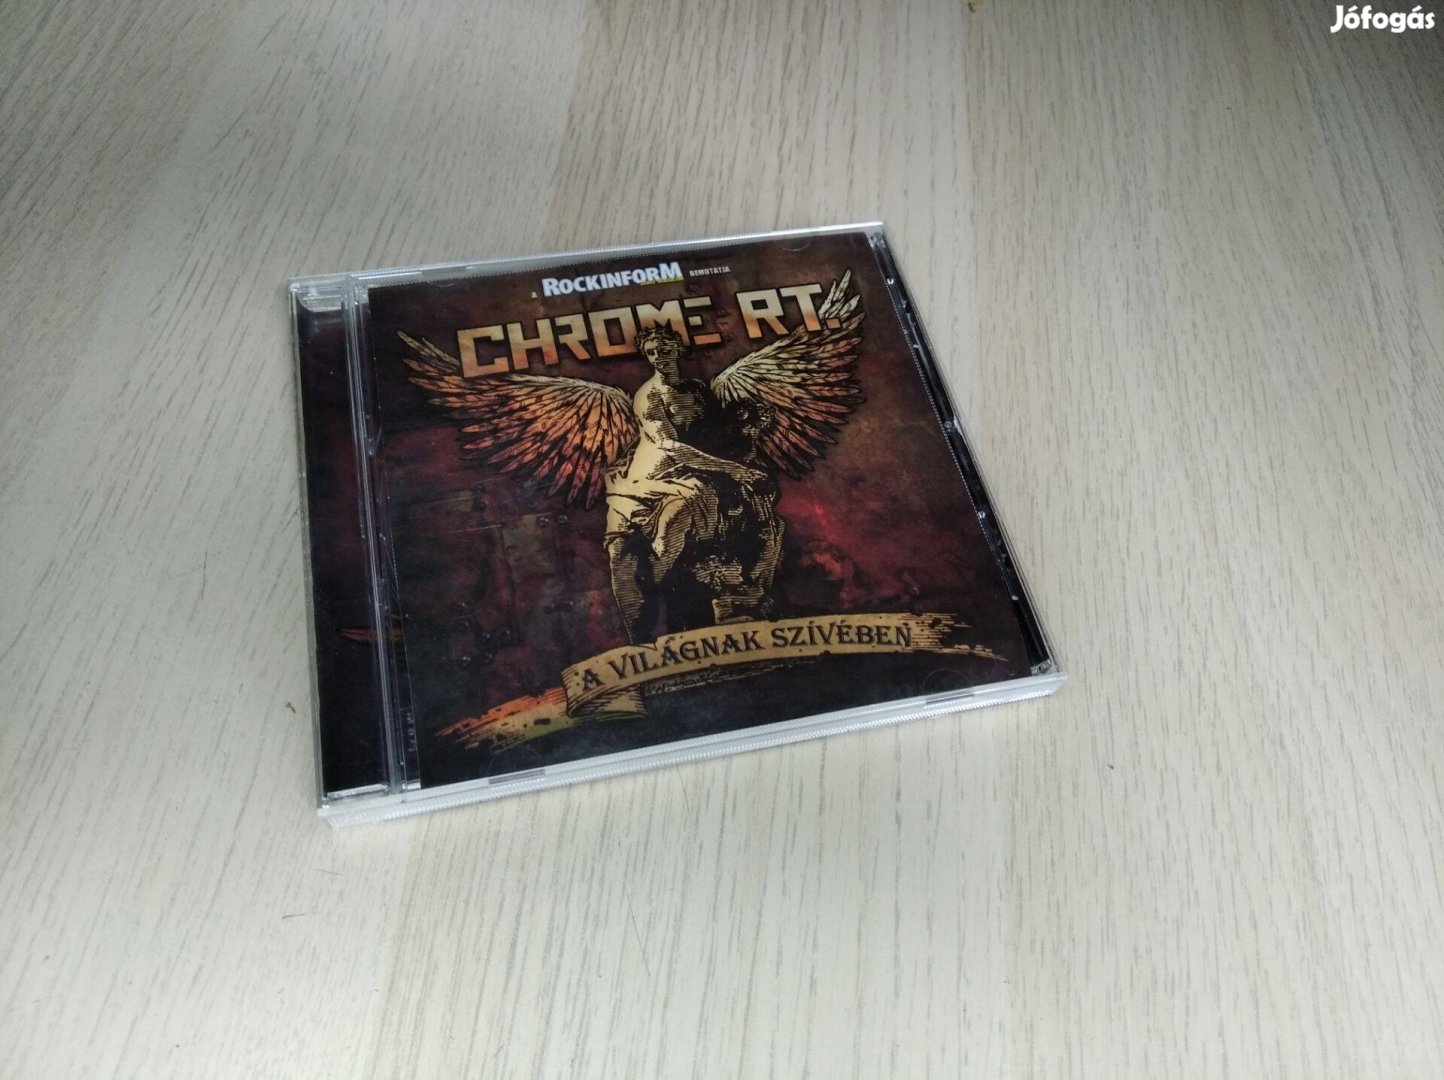 Jófogás
A ROCKINFORM BEMUTATJA
CHROME RT.
A VILÁGNAK SZÍVÉBEN